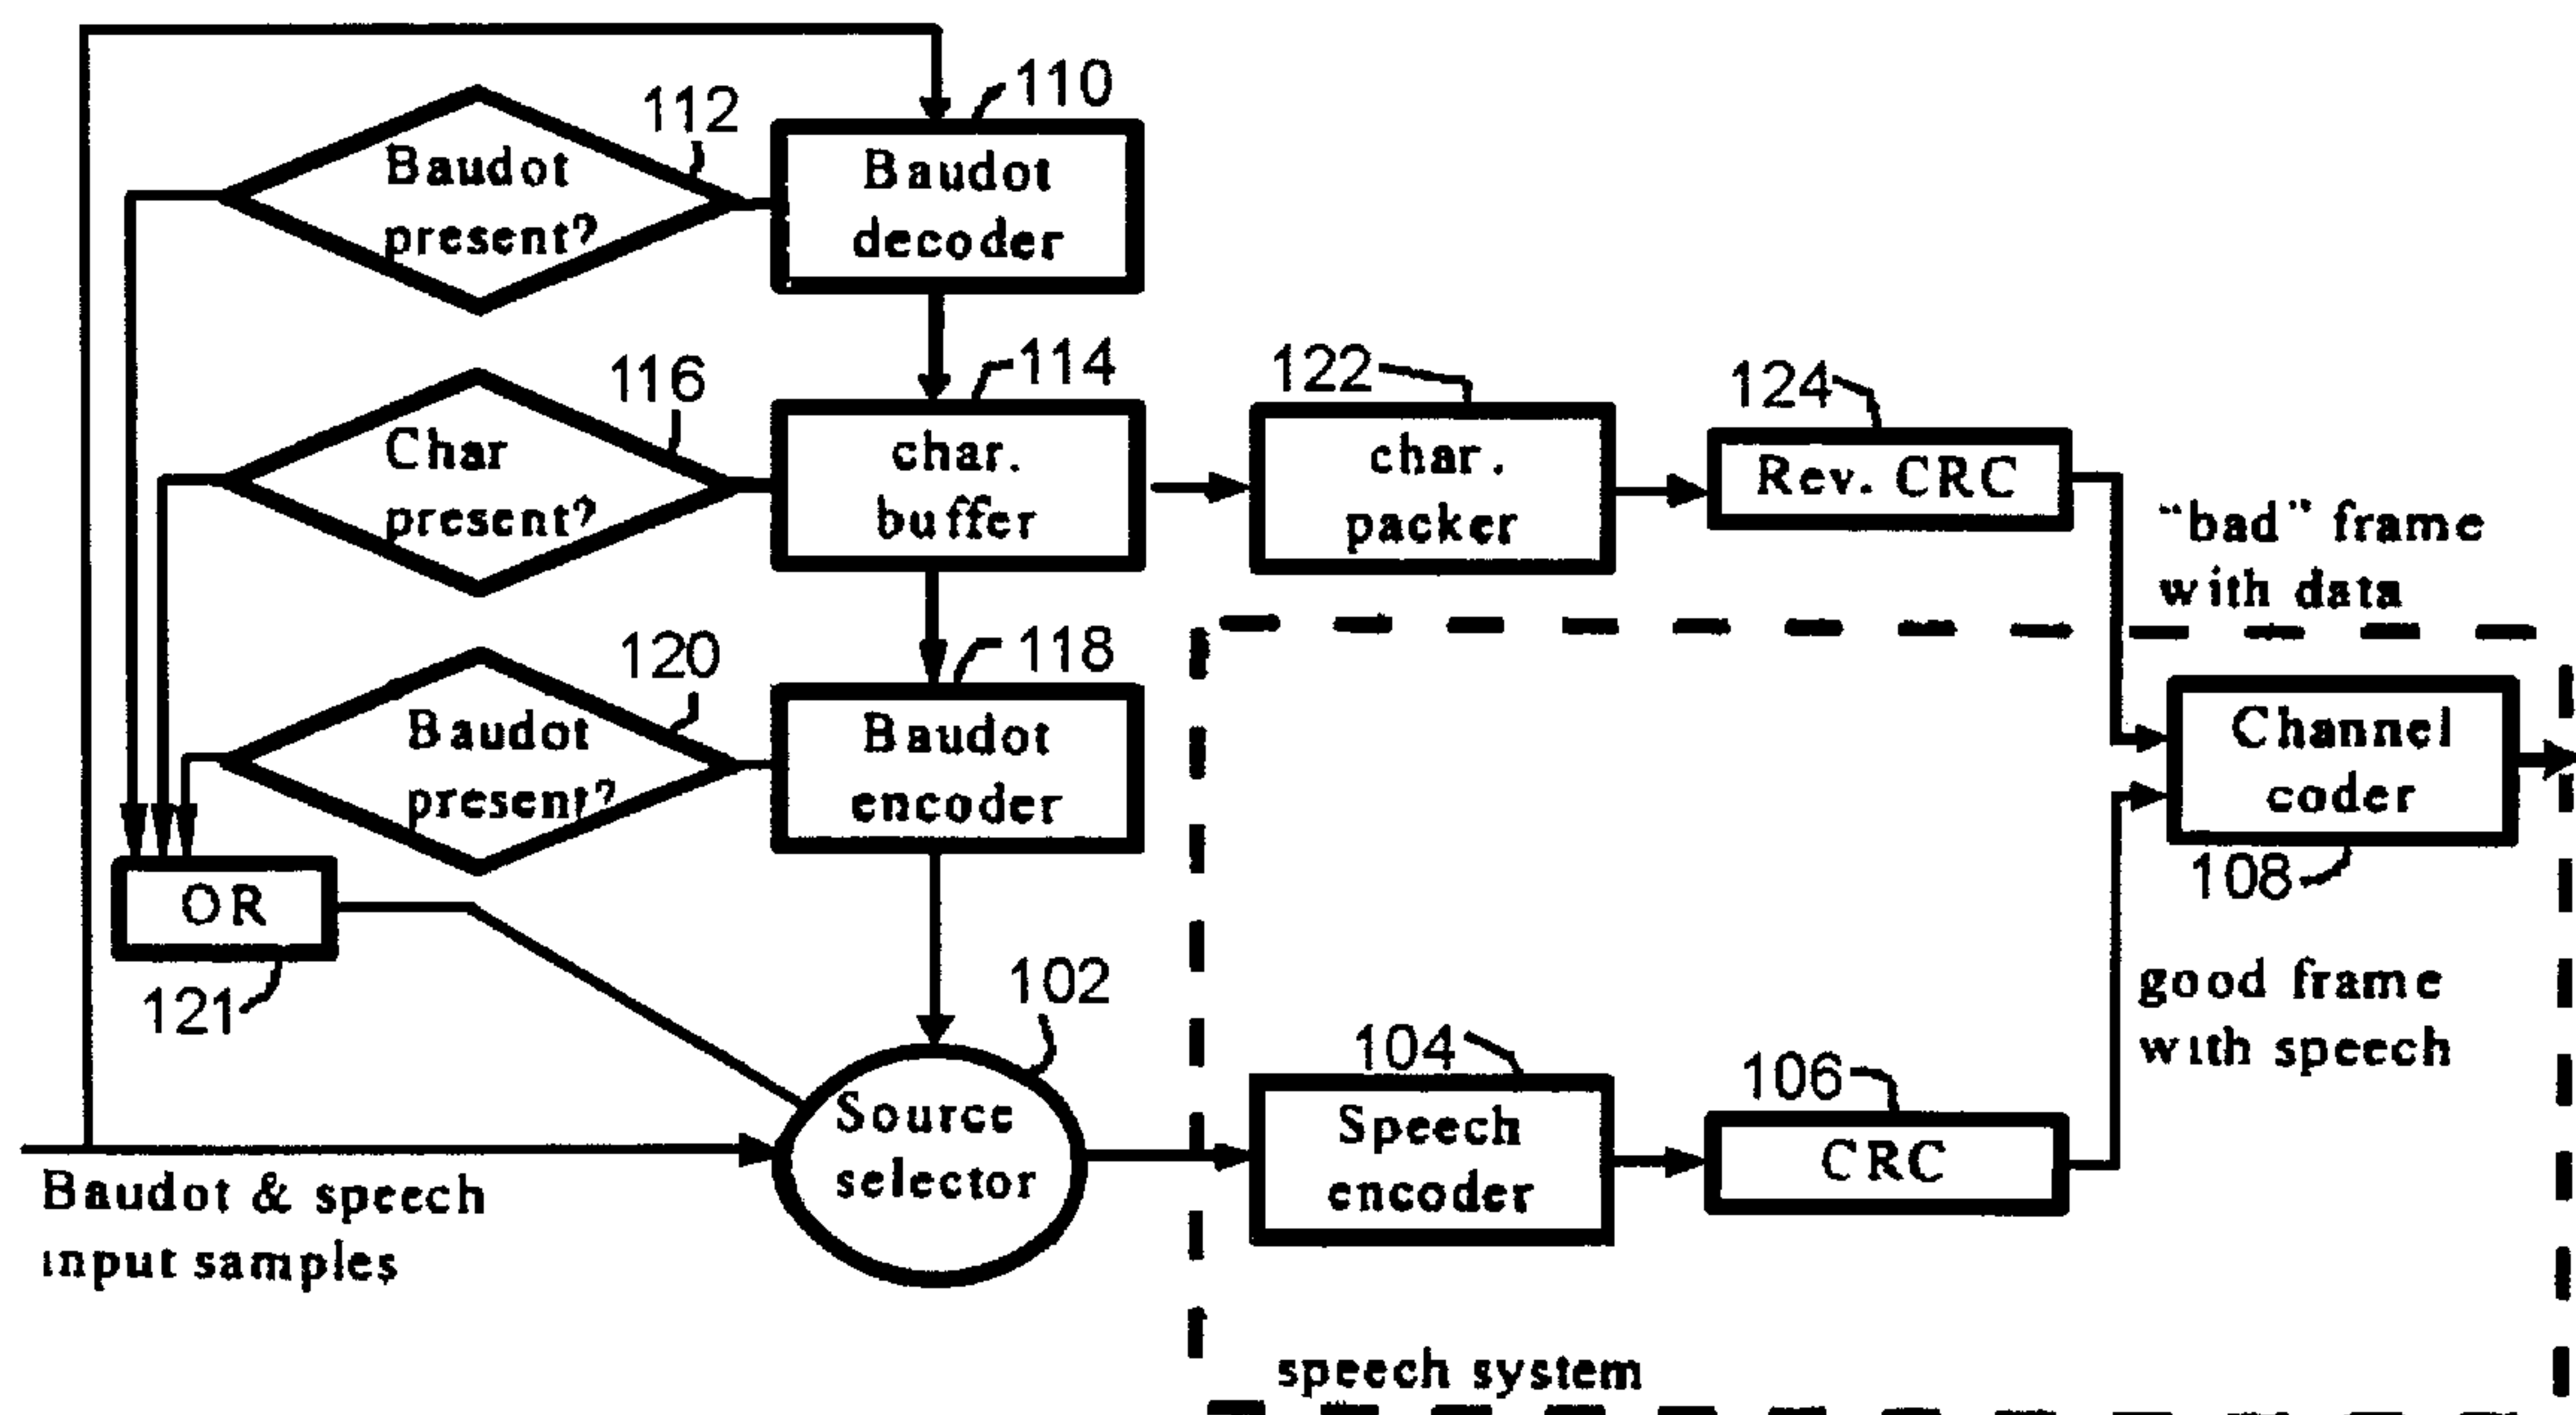 110
112
Baudot
present?
Baudot
decoder
114
116
Char
present?
char.
buffer
122
char.
packer
124
Rev. CRC
“bad” frame
with data
118
120
Baudot
present?
Baudot
encoder
Channel
coder
108
OR
121
102
Source
selector
104
Speech
encoder
106
CRC
good frame
with speech
Baudot & speech
input samples
speech system